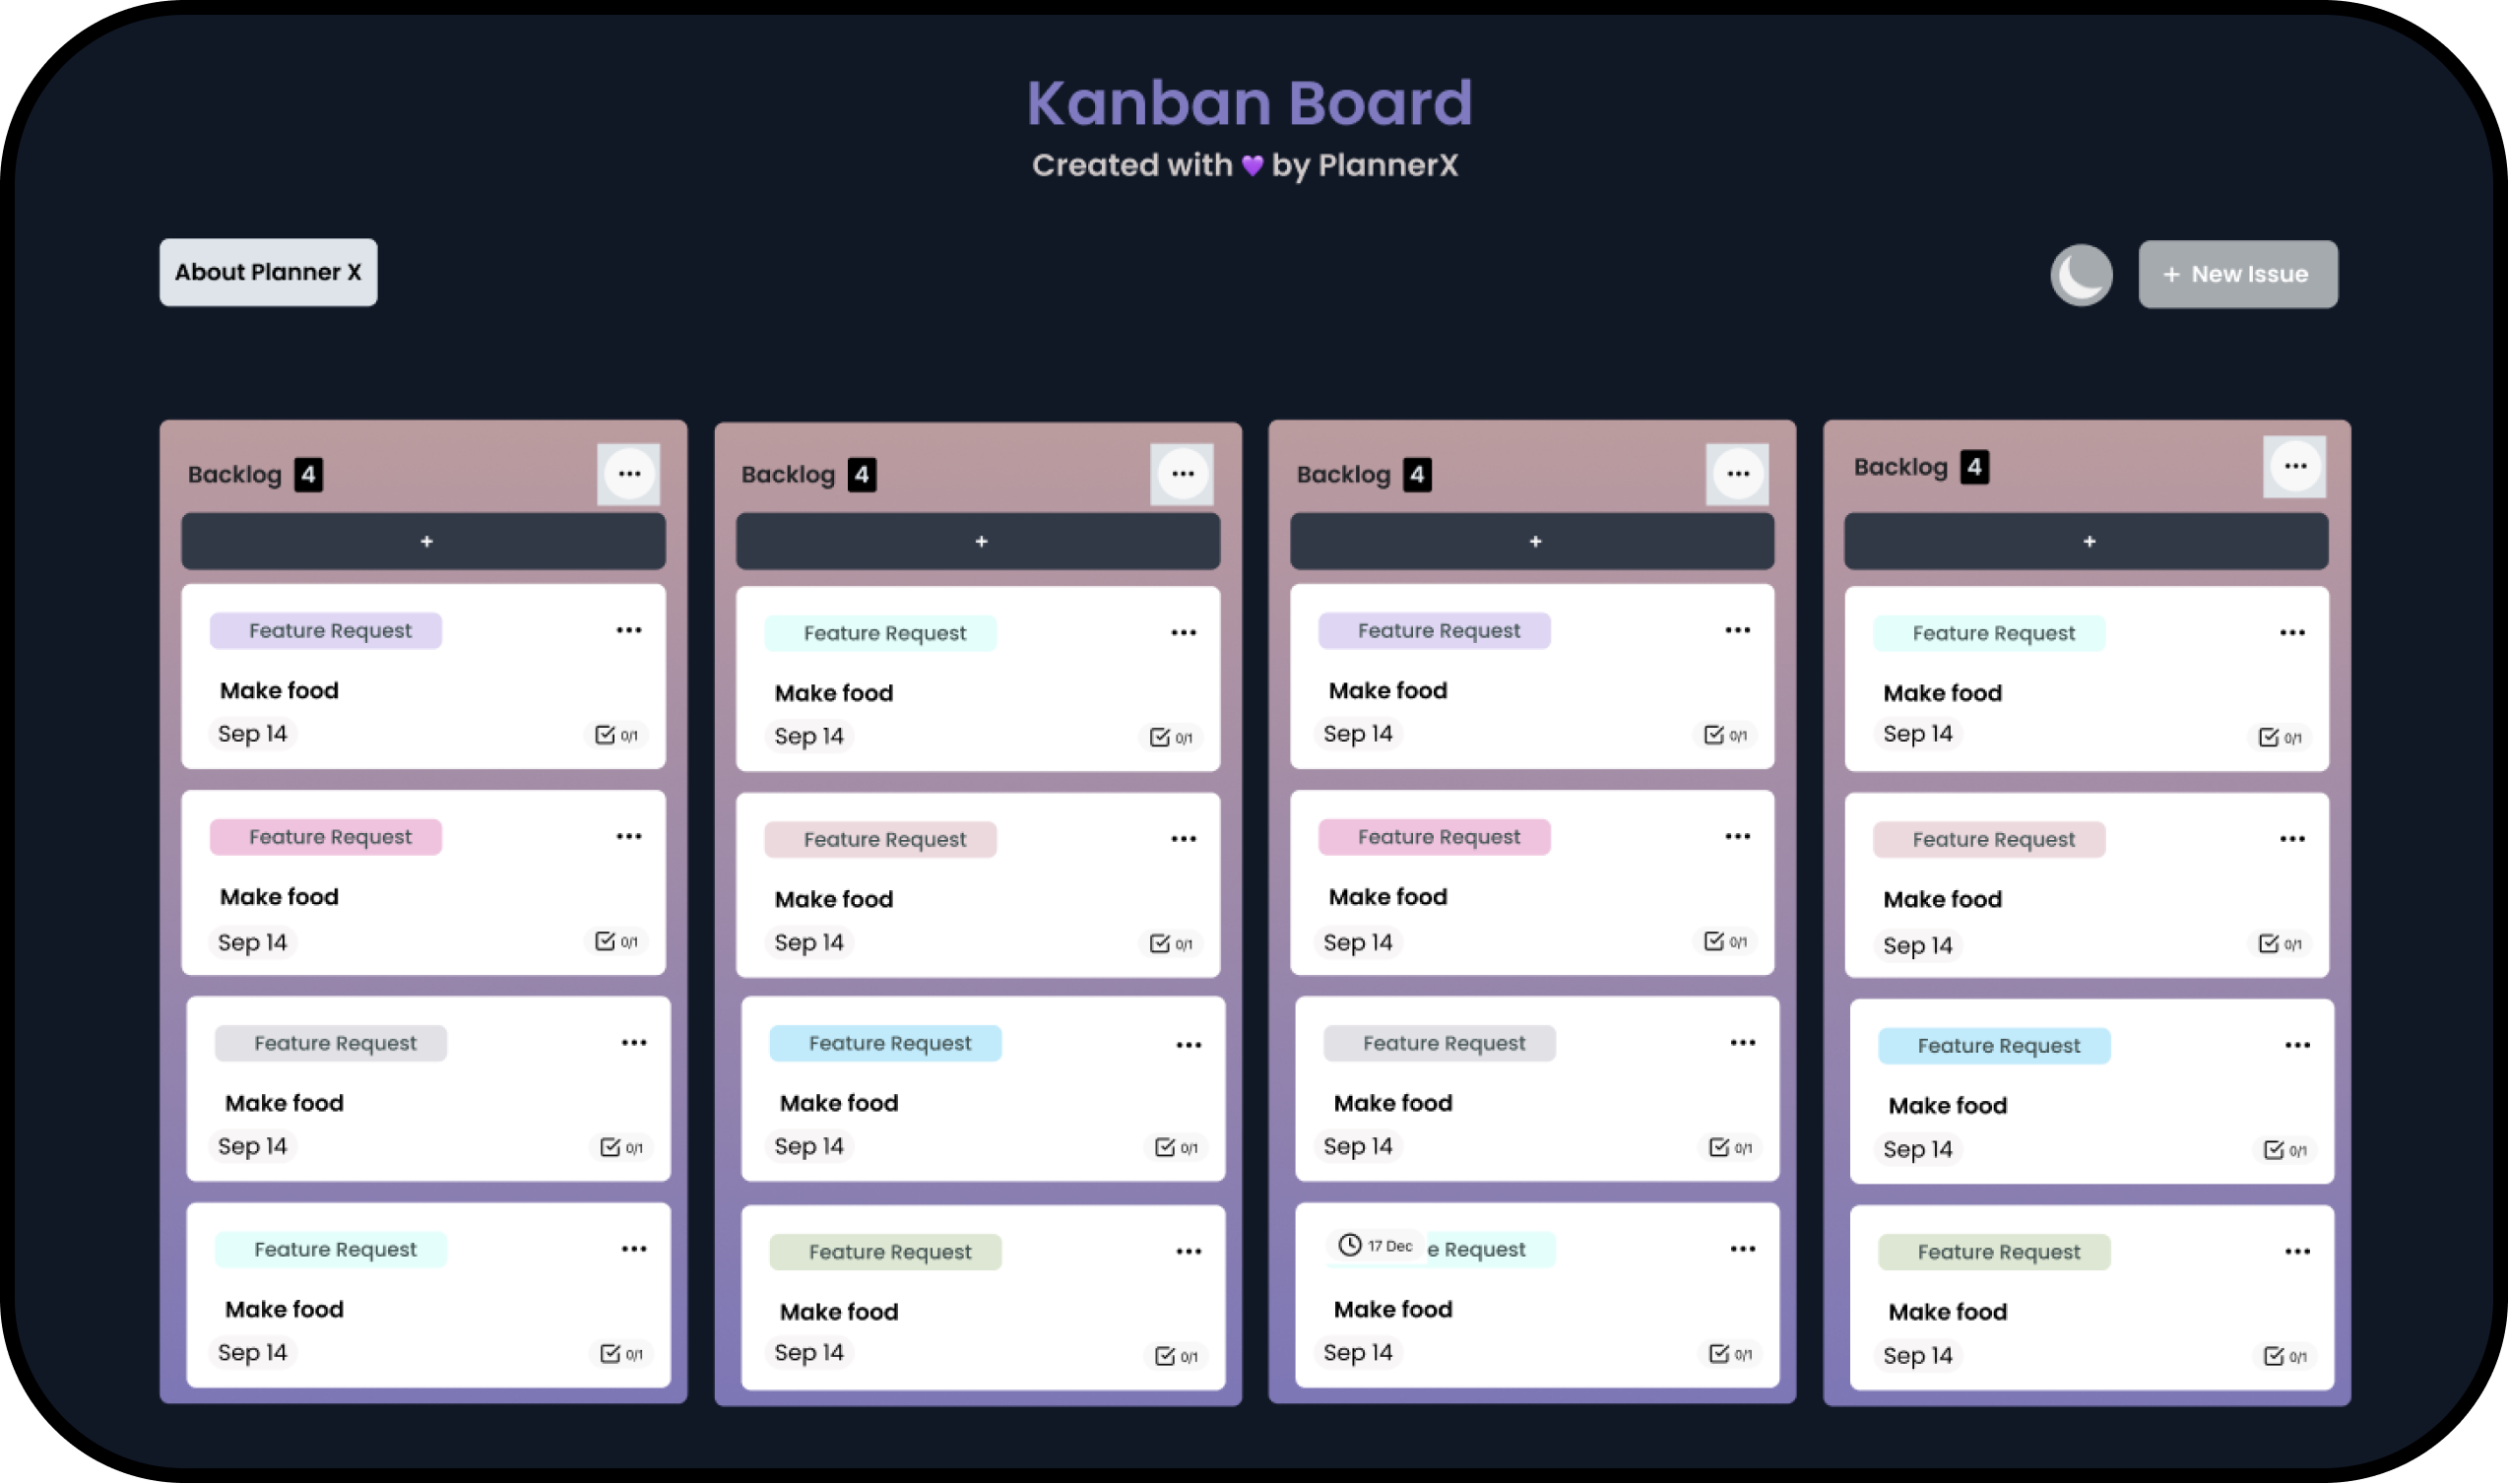 Kanban Board
Created with 💜 by PlannerX
About Planner X
+ New Issue
Backlog 4
+
Feature Request
Make food
Sep 14
0/1
Feature Request
Make food
Sep 14
0/1
Feature Request
Make food
Sep 14
0/1
Feature Request
Make food
Sep 14
0/1
Backlog 4
+
Feature Request
Make food
Sep 14
0/1
Feature Request
Make food
Sep 14
0/1
Feature Request
Make food
Sep 14
0/1
Feature Request
Make food
Sep 14
0/1
Backlog 4
+
Feature Request
Make food
Sep 14
0/1
Feature Request
Make food
Sep 14
0/1
Feature Request
Make food
Sep 14
0/1
17 Dec e Request
Make food
Sep 14
0/1
Backlog 4
+
Feature Request
Make food
Sep 14
0/1
Feature Request
Make food
Sep 14
0/1
Feature Request
Make food
Sep 14
0/1
Feature Request
Make food
Sep 14
0/1